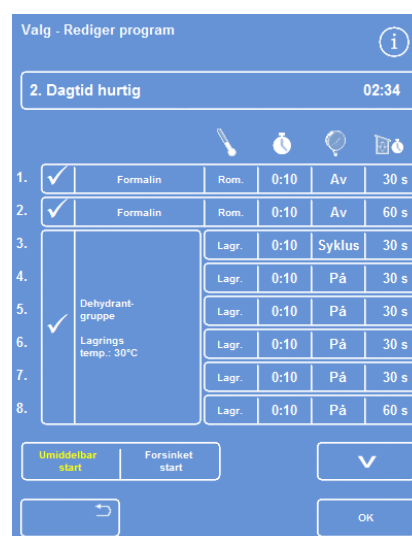 Valg - Rediger program
i
2. Dagtid hurtig 02:34
1. Formalin Rom. 0:10 Av 30 s
2. Formalin Rom. 0:10 Av 60 s
3. Lagr. 0:10 Syklus 30 s
4. Lagr. 0:10 På 30 s
Dehydrant-
5. gruppe Lagr. 0:10 På 30 s
6. Lagrings Lagr. 0:10 På 30 s
temp.: 30°C
7. Lagr. 0:10 På 30 s
8. Lagr. 0:10 På 60 s
Umiddelbar Forsinket
start start
OK